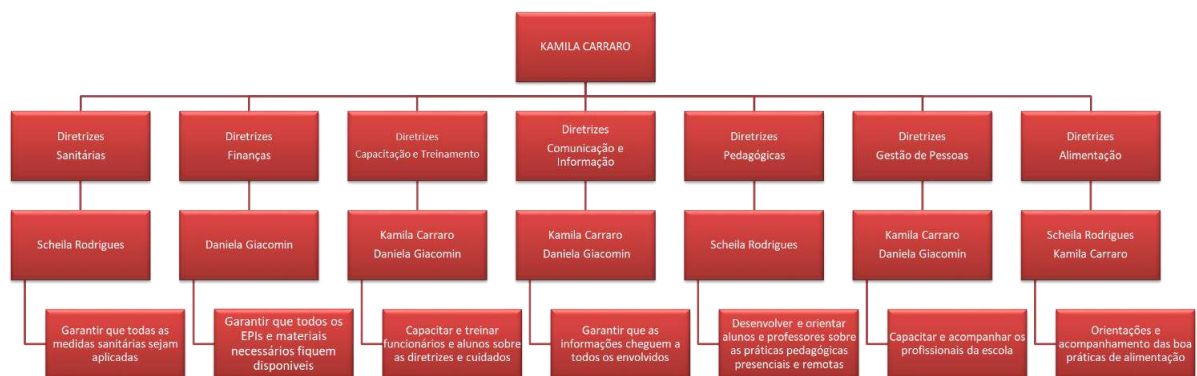 KAMILA CARRARO
Diretrizes
Sanitárias
Diretrizes
Finanças
Diretrizes
Capacitação e Treinamento
Diretrizes
Comunicação e
Informação
Diretrizes
Pedagógicas
Diretrizes
Gestão de Pessoas
Diretrizes
Alimentação
Scheila Rodrigues
Daniela Giacomin
Kamila Carraro
Daniela Giacomin
Kamila Carraro
Daniela Giacomin
Scheila Rodrigues
Kamila Carraro
Daniela Giacomin
Scheila Rodrigues
Kamila Carraro
Garantir que todas as
medidas sanitárias sejam
aplicadas
Garantir que todos os
EPIs e materiais
necessários fiquem
disponiveis
Capacitar e treinar
funcionários e alunos sobre
as diretrizes e cuidados
Garantir que as
informações cheguem a
todos os envolvidos
Desenvolver e orientar
alunos e professores sobre
as práticas pedagógicas
presenciais e remotas
Capacitar e acompanhar os
profissionais da escola
Orientações e
acompanhamento das boa
práticas de alimentação